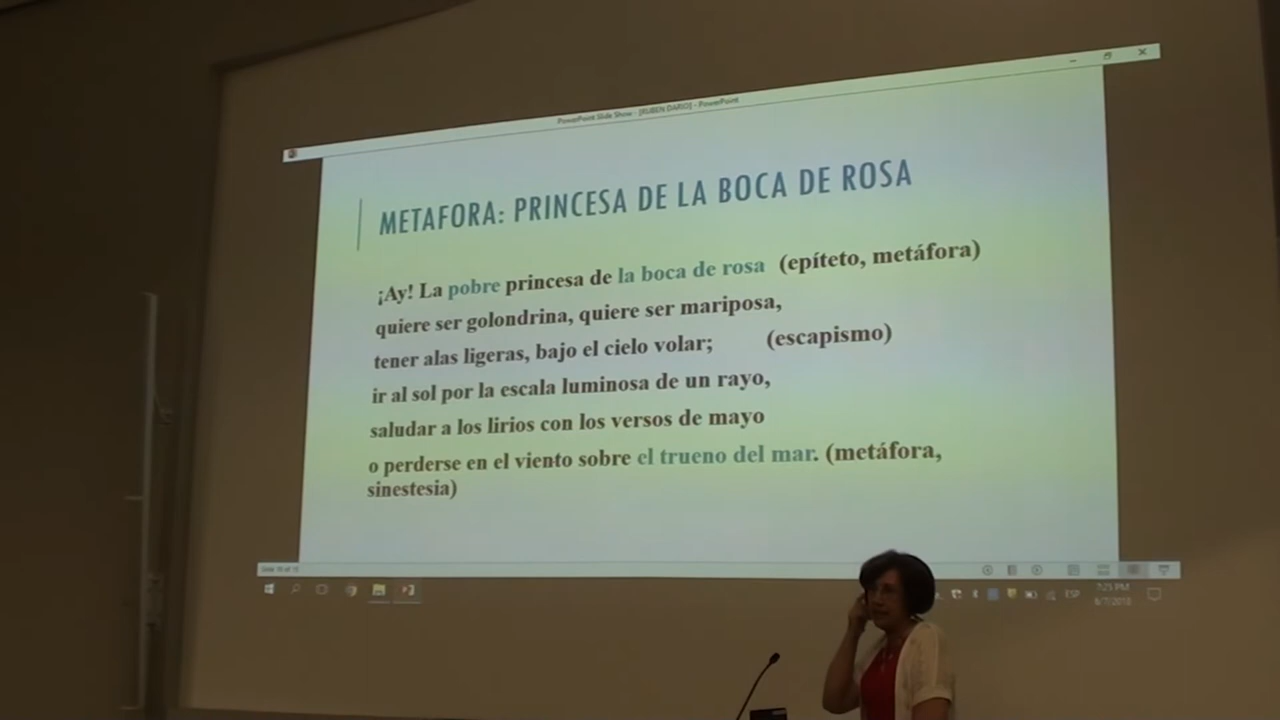 PowerPoint Slide Show - [RUBEN DARIO] - PowerPoint
METAFORA: PRINCESA DE LA BOCA DE ROSA
¡Ay! La pobre princesa de la boca de rosa (epíteto, metáfora)
quiere ser golondrina, quiere ser mariposa,
tener alas ligeras, bajo el cielo volar; (escapismo)
ir al sol por la escala luminosa de un rayo,
saludar a los lirios con los versos de mayo
o perderse en el viento sobre el trueno del mar. (metáfora,
sinestesia)
ESP
7:25 PM